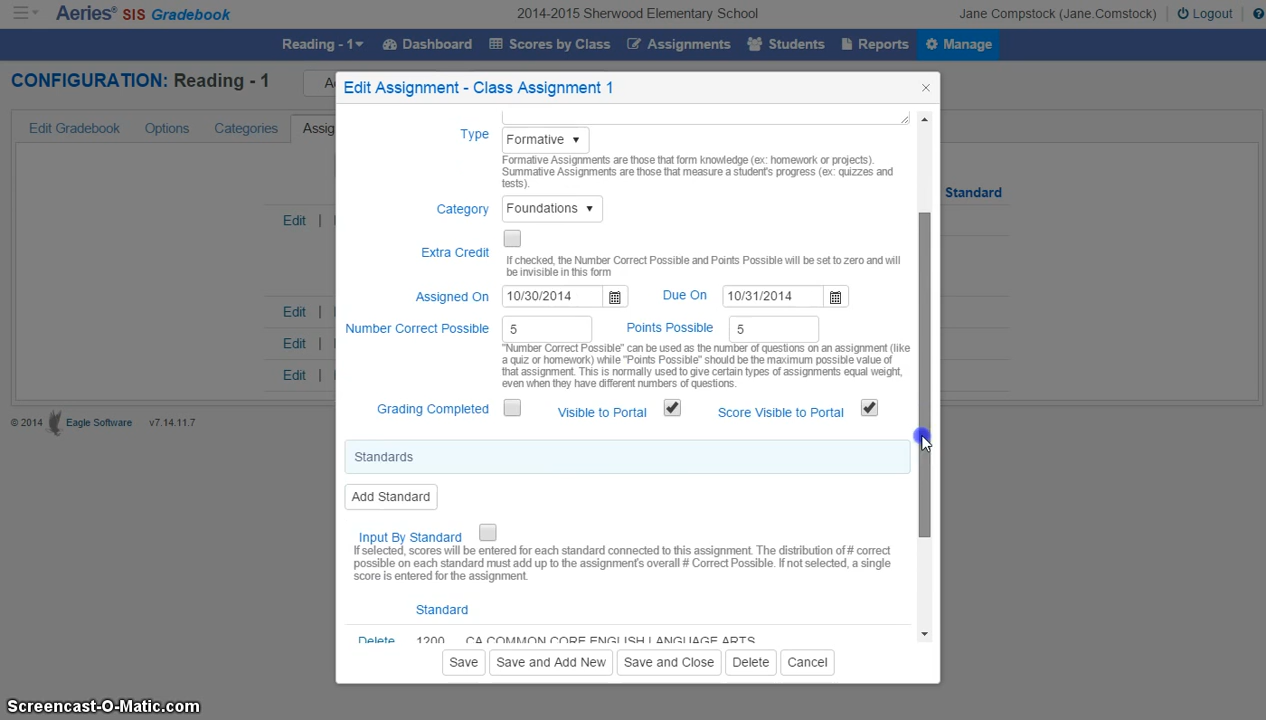 Aeries® SIS Gradebook
2014-2015 Sherwood Elementary School
Jane Compstock (Jane.Comstock)
Logout
?
Reading - 1
Dashboard
Scores by Class
Assignments
Students
Reports
Manage
CONFIGURATION: Reading - 1
A
Edit Assignment - Class Assignment 1
×
Edit Gradebook
Options
Categories
Assig
Standard
Edit |
Edit |
Edit |
Edit |
Type
Formative
Formative Assignments are those that form knowledge (ex: homework or projects).
Summative Assignments are those that measure a student's progress (ex: quizzes and
tests).
Category
Foundations
Extra Credit
If checked, the Number Correct Possible and Points Possible will be set to zero and will
be invisible in this form
Assigned On
10/30/2014
Due On
10/31/2014
Number Correct Possible
5
Points Possible
5
"Number Correct Possible" can be used as the number of questions on an assignment (like
a quiz or homework) while "Points Possible" should be the maximum possible value of
that assignment. This is normally used to give certain types of assignments equal weight,
even when they have different numbers of questions.
Grading Completed
Visible to Portal
Score Visible to Portal
© 2014 Eagle Software v7.14.11.7
Standards
Add Standard
Input By Standard
If selected, scores will be entered for each standard connected to this assignment. The distribution of # correct
possible on each standard must add up to the assignment's overall # Correct Possible. If not selected, a single
score is entered for the assignment.
Standard
Delete 1200 CA COMMON CORE ENGLISH LANGUAGE ARTS
Save
Save and Add New
Save and Close
Delete
Cancel
Screencast-O-Matic.com